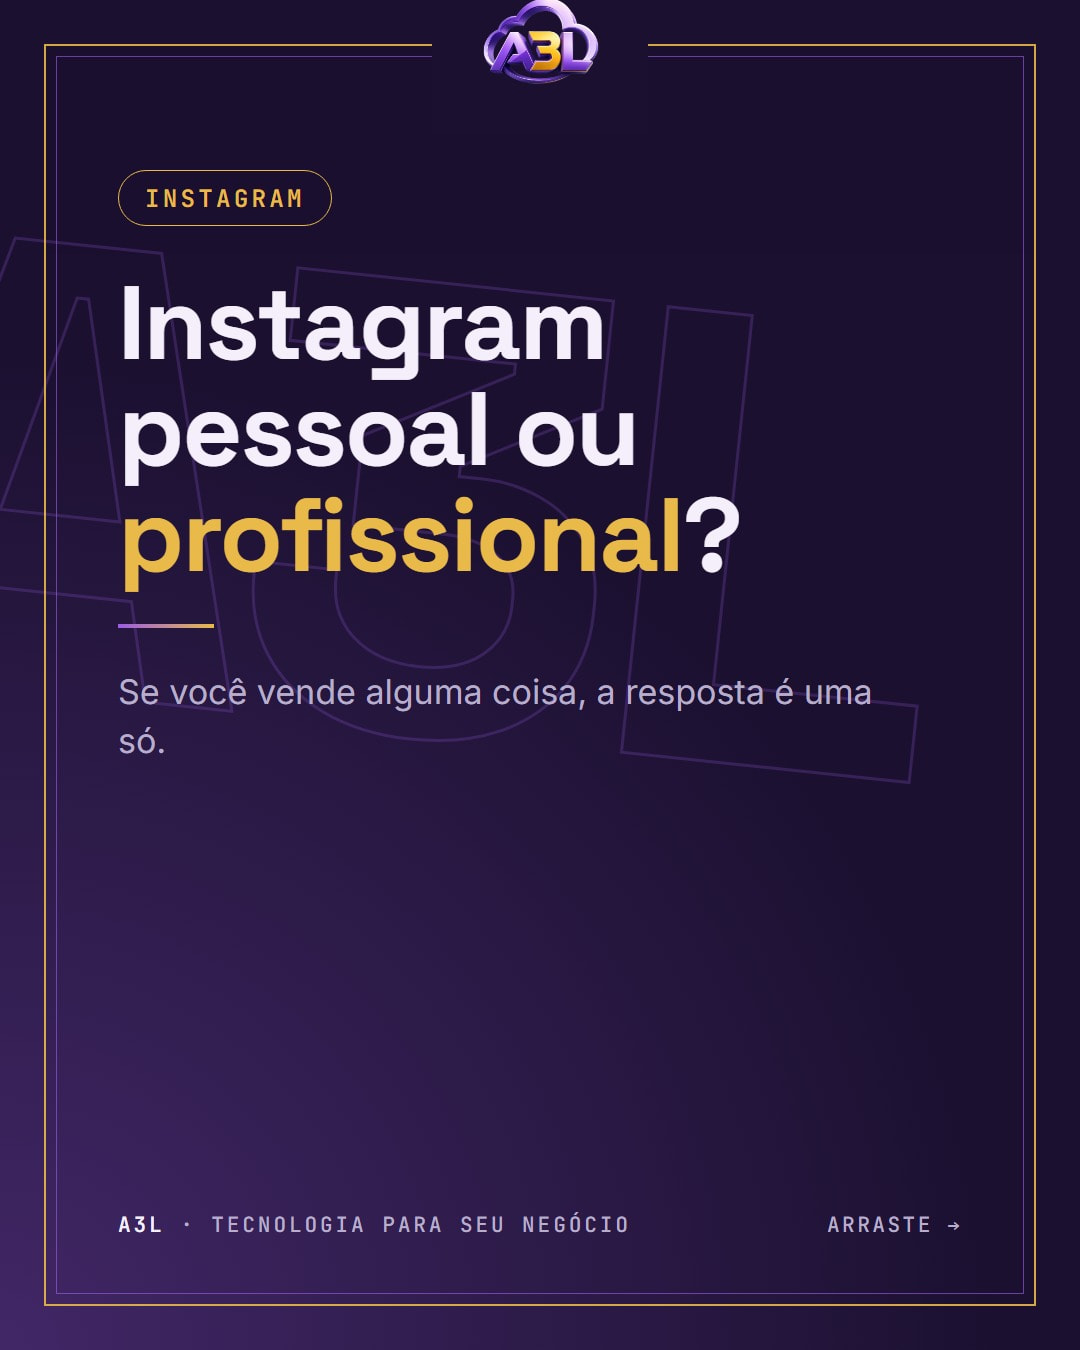 A3L
INSTAGRAM
Instagram
pessoal ou
profissional?
Se você vende alguma coisa, a resposta é uma
só.
A3L
A3L · TECNOLOGIA PARA SEU NEGÓCIO
ARRASTE →